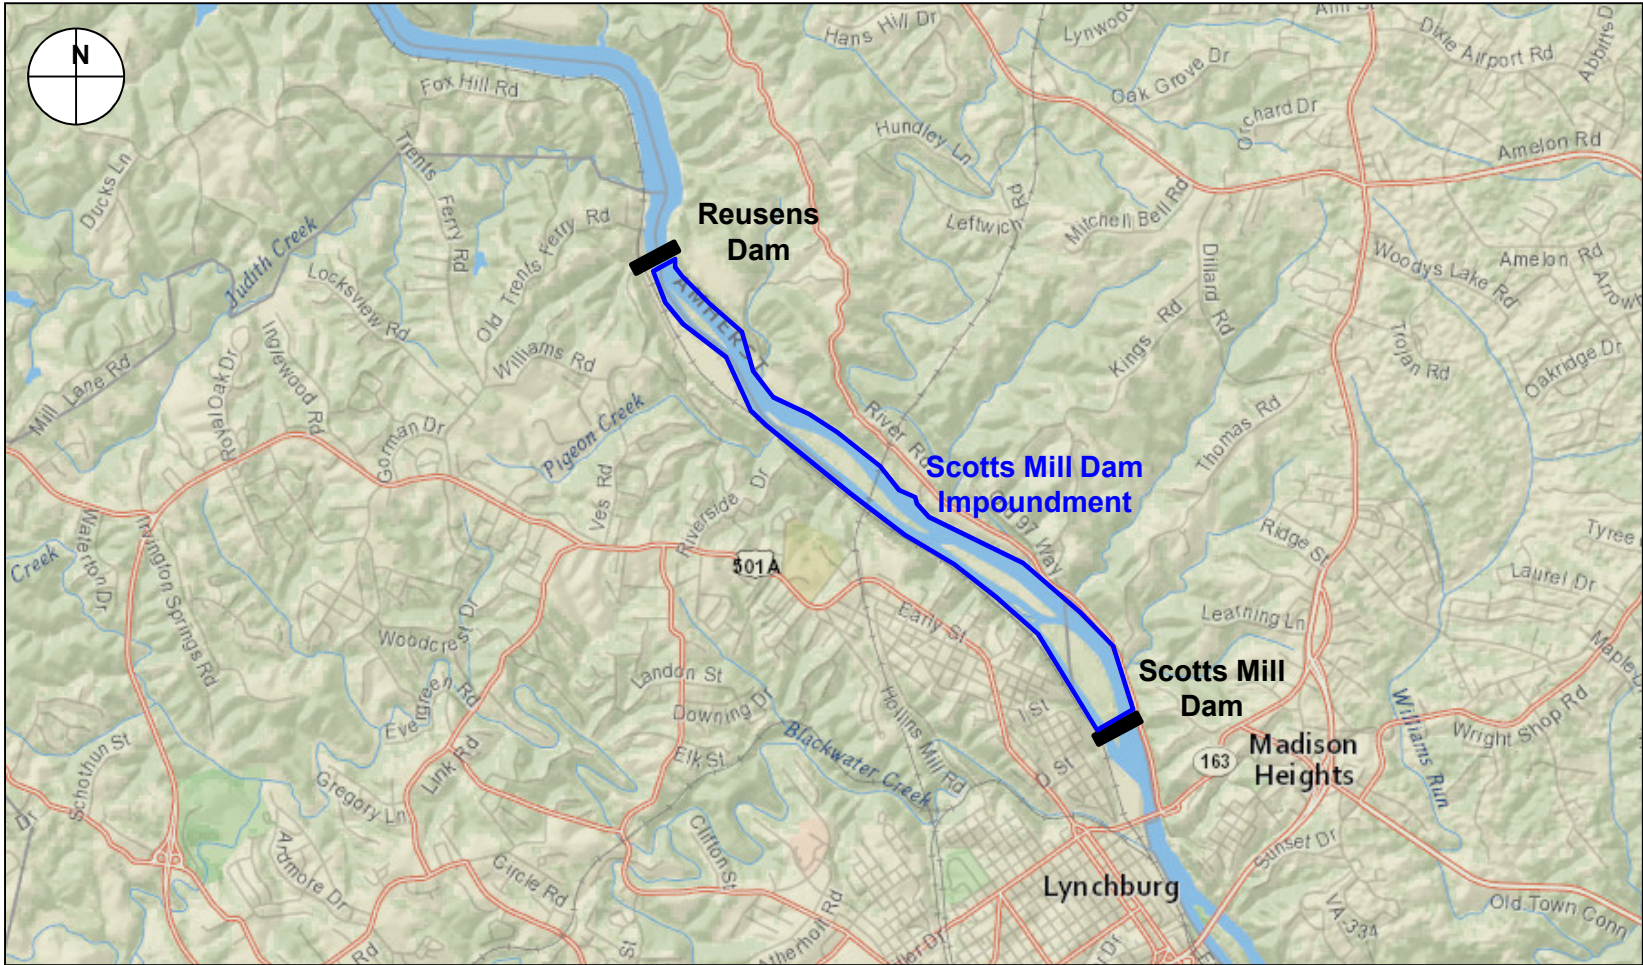 N
Hans Hill Dr
Dixie Airport Rd
Oak Grove Dr
Fox Hill Rd
Hundley Ln
Amelon Rd
Trents
Ferry Rd
Ducks Ln
Judith Creek
Old Trents Ferry Rd
Reusens
Dam
Leftwich Rd
Mitchell Bell Rd
Dillard Rd
Woodys Lake Rd
Amelon Rd
AMHERST
Locksview Rd
Inglewood Rd
Royal Oak Dr
Mill Lane Rd
Williams Rd
Kings Rd
Trojan Rd
Oakridge Dr
Gorman Dr
Pigeon Creek
River Rd
Thomas Rd
Scotts Mill Dam
Impoundment
Ves Rd
Riverside Dr
Old 97 Way
Waterton Dr
Irvington Springs Rd
Creek
501A
Ridge St
Laurel Dr
Early St
Learning Ln
Woodcrest Dr
Landon St
Evergreen Rd
Downing Dr
Scotts Mill
Dam
I St
Hollins Mill Rd
Blackwater Creek
Williams Run
Wright Shop Rd
Schothun St
Link Rd
Elk St
D St
163
Madison
Heights
Gregory Ln
Dr
Ardmore Dr
Circle Rd
Clifton St
Sunset Dr
Lynchburg
Old Town Conn
VA-334
Rd
St